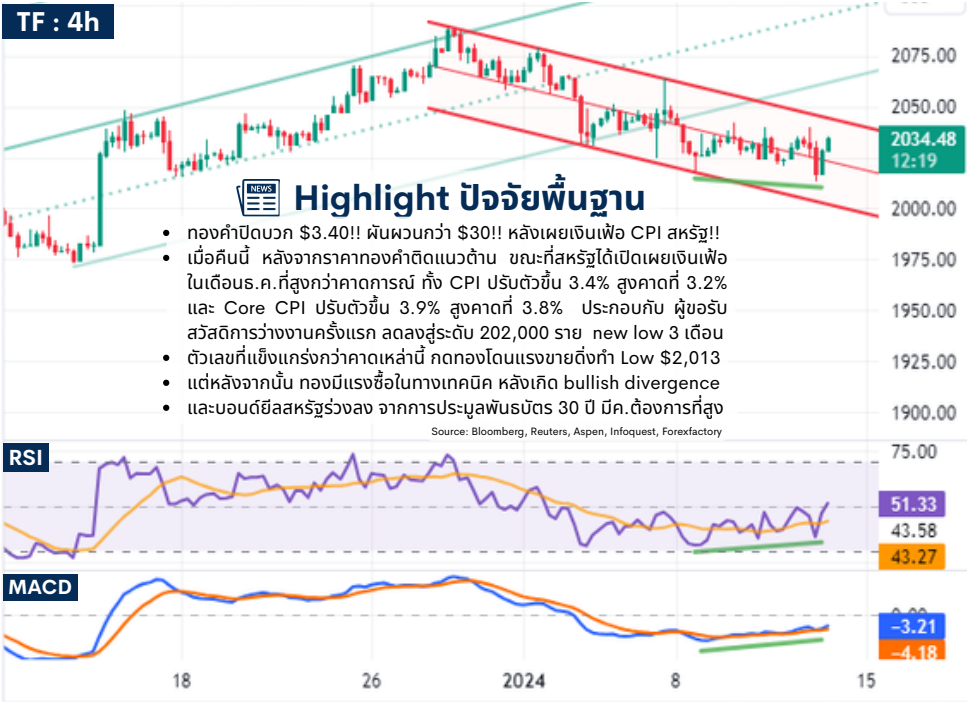 TF : 4h
2075.00
2050.00
2034.48
12:19
2000.00
1975.00
1950.00
1925.00
1900.00
NEWS
Highlight ปัจจัยพื้นฐาน
• ทองคำปิดบวก $3.40!! ผันผวนกว่า $30!! หลังเผยเงินเฟ้อ CPI สหรัฐ!!
• เมื่อคืนนี้ หลังจากราคาทองคำติดแนวต้าน ขณะที่สหรัฐได้เปิดเผยเงินเฟ้อ
ในเดือนธ.ค.ที่สูงกว่าคาดการณ์ ทั้ง CPI ปรับตัวขึ้น 3.4% สูงคาดที่ 3.2%
และ Core CPI ปรับตัวขึ้น 3.9% สูงคาดที่ 3.8% ประกอบกับ ผู้ขอรับ
สวัสดิการว่างงานครั้งแรก ลดลงสู่ระดับ 202,000 ราย new low 3 เดือน
• ตัวเลขที่แข็งแกร่งกว่าคาดเหล่านี้ กดทองโดนแรงขายดิ่งทำ Low $2,013
• แต่หลังจากนั้น ทองมีแรงซื้อในทางเทคนิค หลังเกิด bullish divergence
• และบอนด์ยีลสหรัฐร่วงลง จากการประมูลพันธบัตร 30 ปี มีค.ต้องการที่สูง
Source: Bloomberg, Reuters, Aspen, Infoquest, Forexfactory
RSI
75.00
51.33
43.58
43.27
MACD
-3.21
-4.18
18
26
2024
8
15